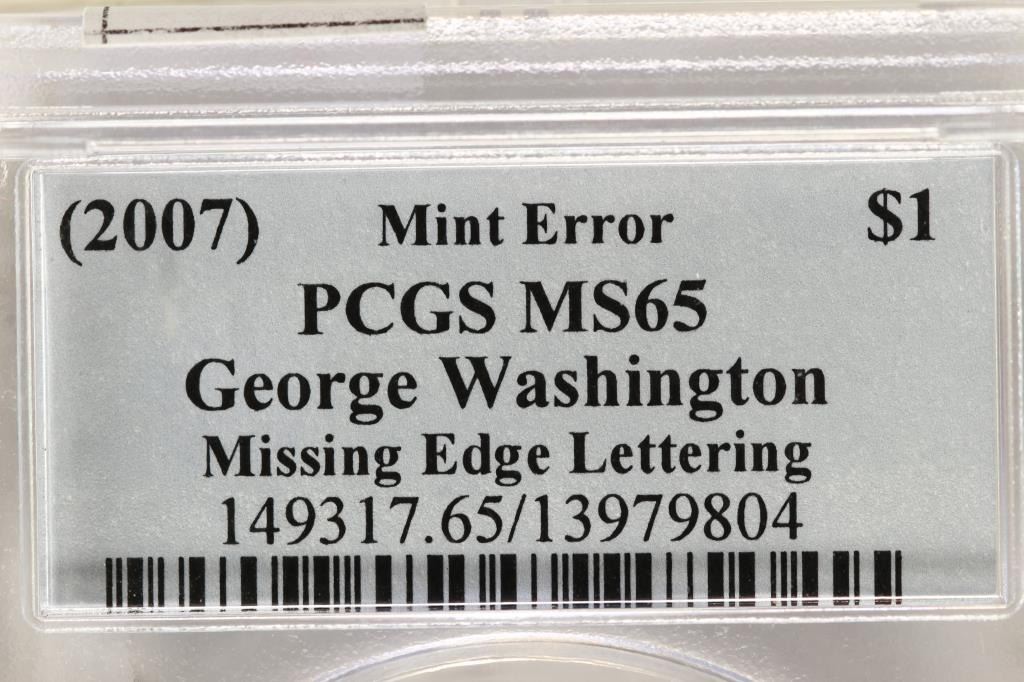 (2007) Mint Error $1
PCGS MS65
George Washington
Missing Edge Lettering
149317.65/13979804